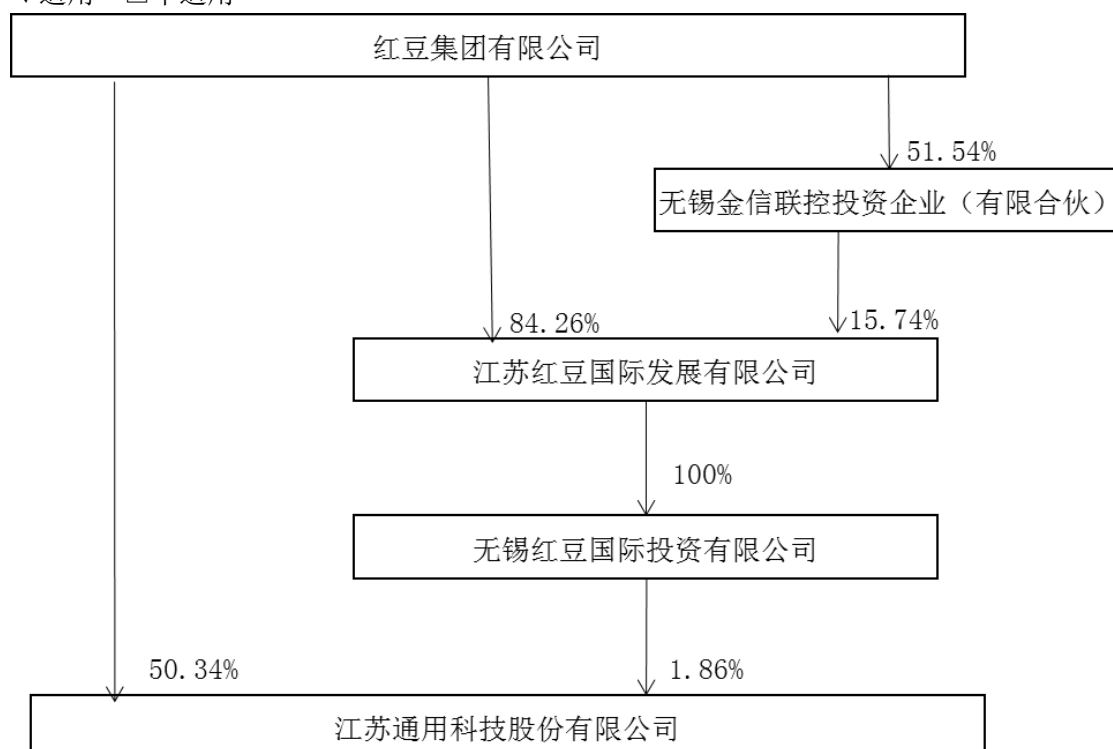 红豆集团有限公司
51.54%
无锡金信联控投资企业（有限合伙）
84.26%
15.74%
江苏红豆国际发展有限公司
100%
无锡红豆国际投资有限公司
50.34%
1.86%
江苏通用科技股份有限公司